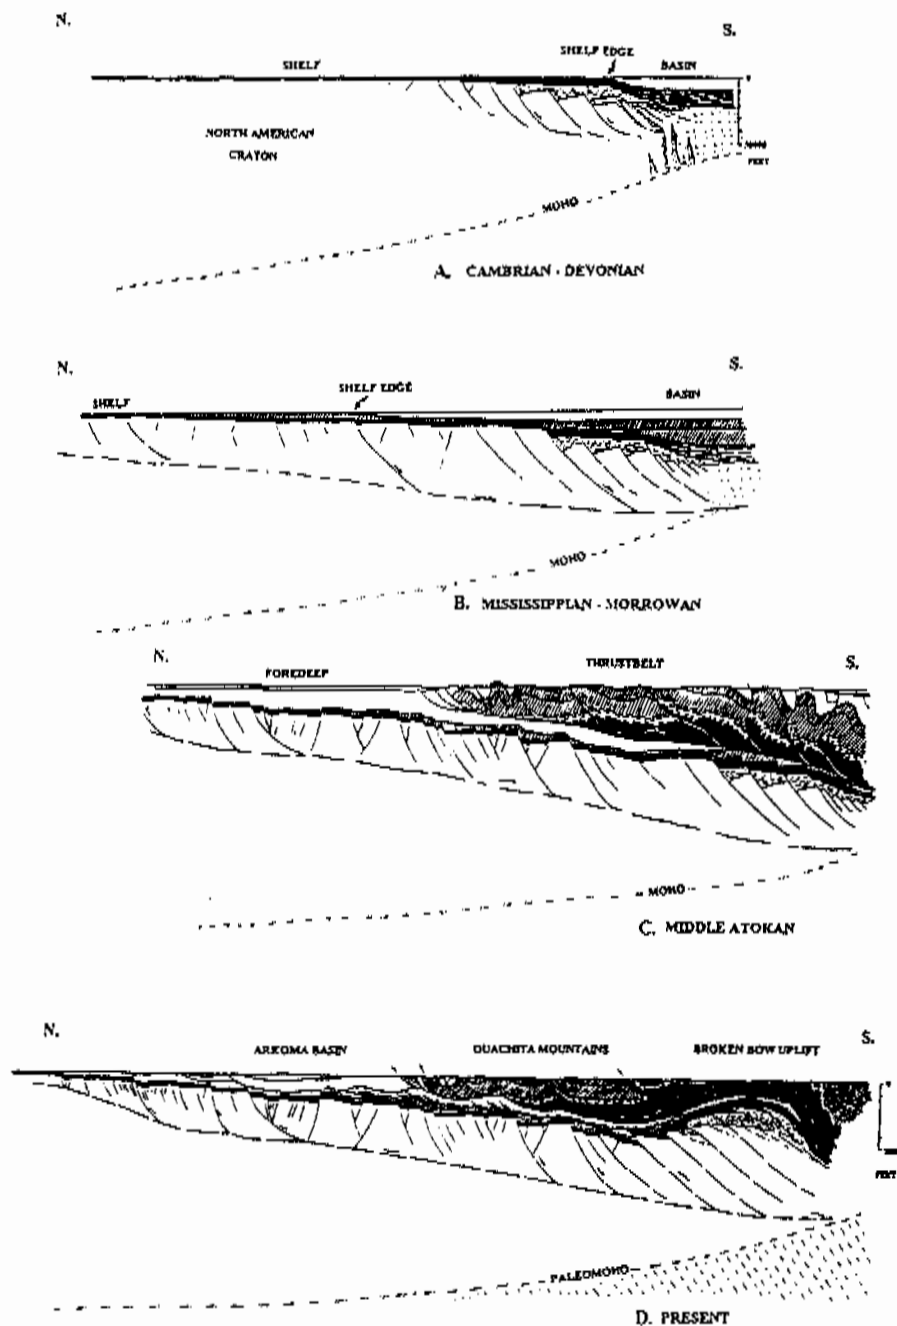 N.
S.
SHELF EDGE
SHELF
BASIN
NORTH AMERICAN
CRATON
FEET
MOHO
A. CAMBRIAN - DEVONIAN
N.
S.
SHELF EDGE
SHELF
BASIN
MOHO
B. MISSISSIPPIAN - MORROWAN
N.
S.
FOREDEEP
THRUSTBELT
MOHO
C. MIDDLE ATOKAN
N.
S.
ARKOMA BASIN
OUACHITA MOUNTAINS
BROKEN BOW UPLIFT
FEET
PALEOMOHO
D. PRESENT